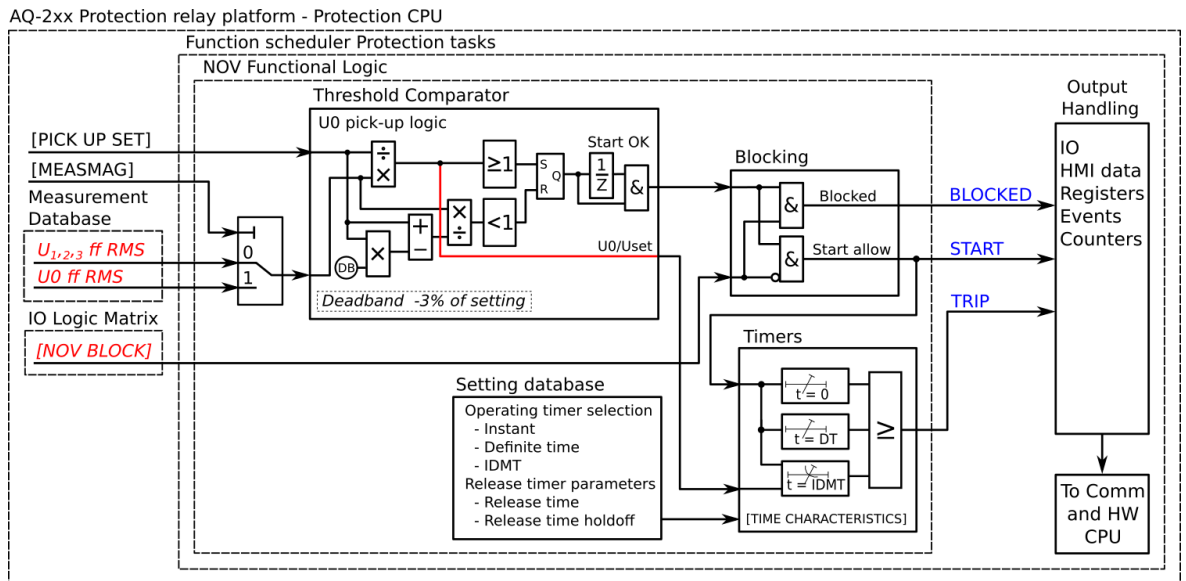 AQ-2xx Protection relay platform - Protection CPU
Function scheduler Protection tasks
NOV Functional Logic
Threshold Comparator
U0 pick-up logic
[PICK UP SET]
[MEASMAG]
Measurement
Database
U1,2,3 ff RMS
U0 ff RMS
0
1
IO Logic Matrix
[NOV BLOCK]
÷
×
≥1
S
Q
R
Start OK
1
Z
&
×
÷
<1
+
−
×
DB
U0/Uset
Deadband -3% of setting
Blocking
&
Blocked
&
Start allow
BLOCKED
START
TRIP
Output
Handling
IO
HMI data
Registers
Events
Counters
To Comm
and HW
CPU
Setting database
Operating timer selection
- Instant
- Definite time
- IDMT
Release timer parameters
- Release time
- Release time holdoff
Timers
t = 0
t = DT
t = IDMT
≥
[TIME CHARACTERISTICS]